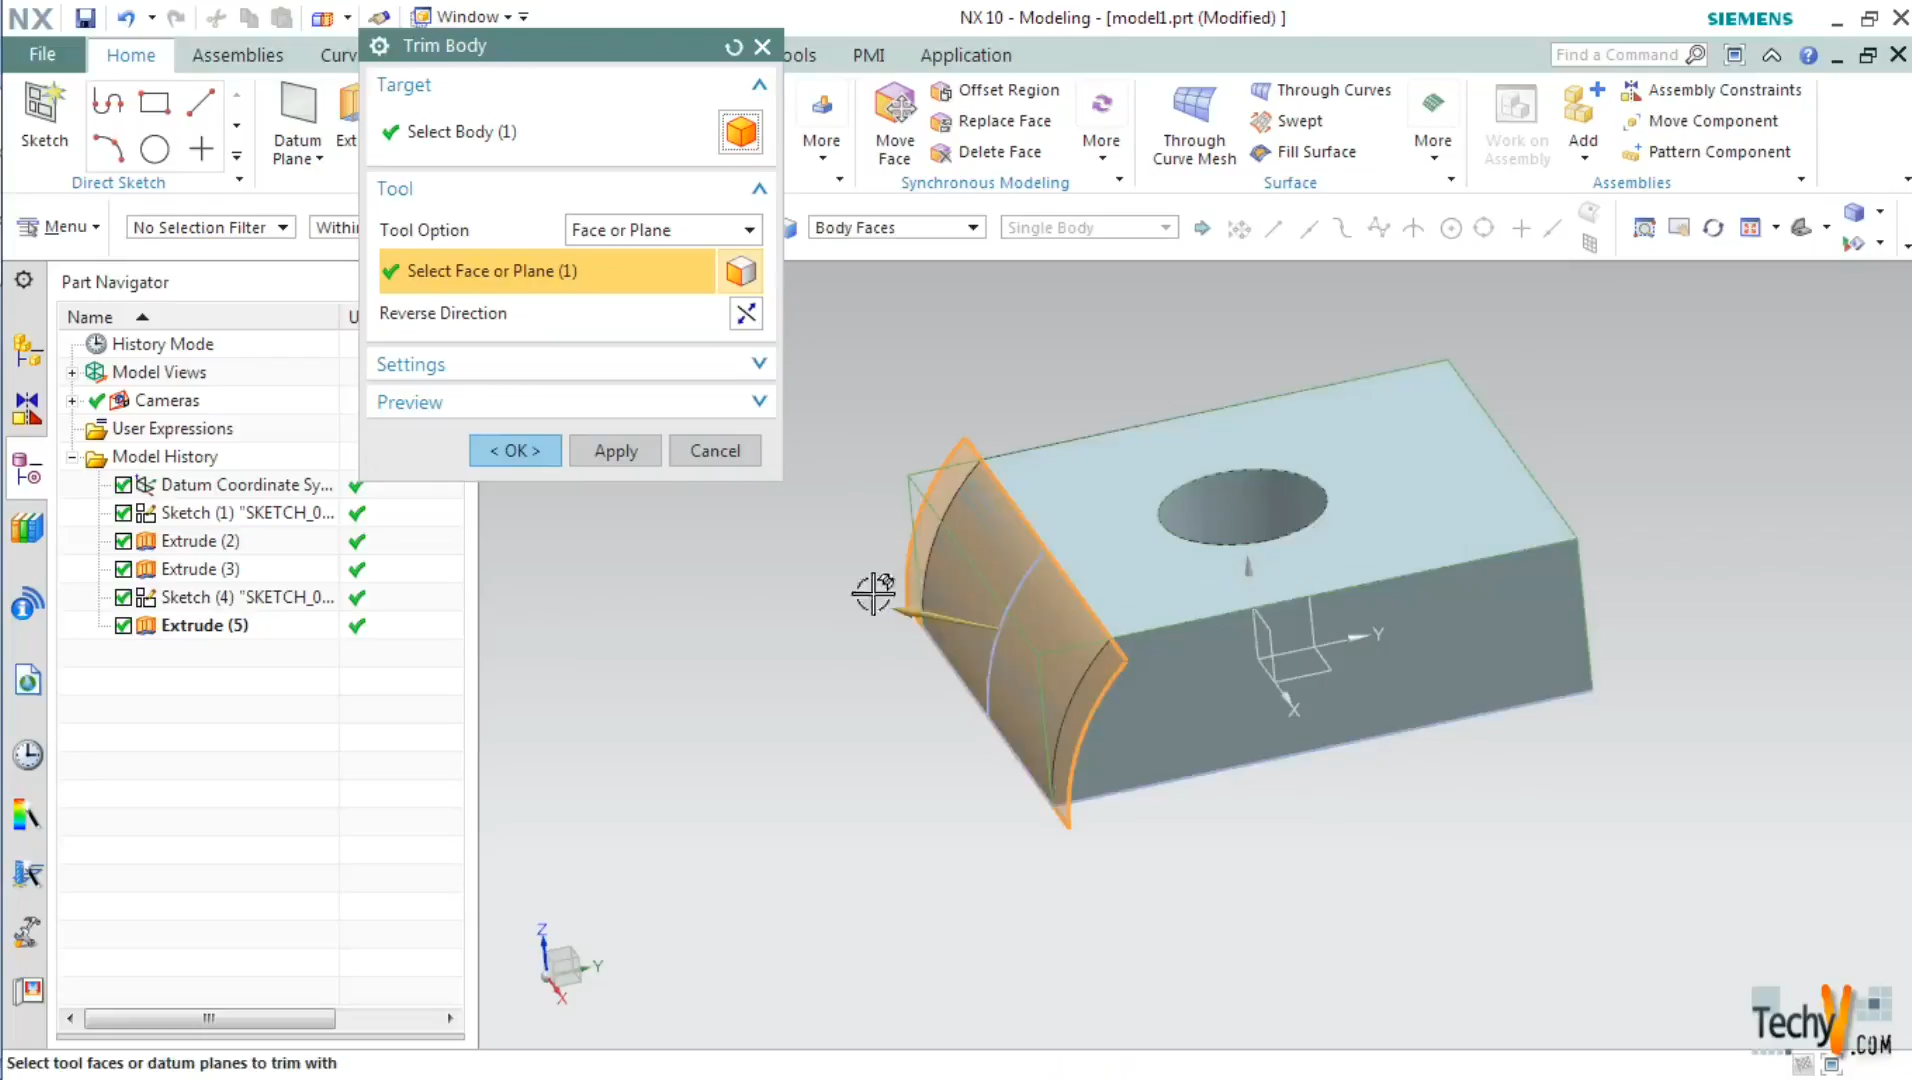 NX
Window
NX 10 - Modeling - [model1.prt (Modified) ]
SIEMENS
Trim Body
File
Home
Assemblies
Curv
ools
PMI
Application
Find a Command
Sketch
Direct Sketch
Datum
Plane
Ext
Target
Select Body (1)
Tool
Tool Option
Face or Plane
Select Face or Plane (1)
Reverse Direction
Settings
Preview
< OK >
Apply
Cancel
More
Move
Face
Offset Region
Replace Face
Delete Face
More
Synchronous Modeling
Through
Curve Mesh
Through Curves
Swept
Fill Surface
More
Surface
Work on
Assembly
Add
Assembly Constraints
Move Component
Pattern Component
Assemblies
Menu
No Selection Filter
Withi
Body Faces
Single Body
Part Navigator
Name
U
History Mode
Model Views
Cameras
User Expressions
Model History
Datum Coordinate Sy...
Sketch (1) "SKETCH_0...
Extrude (2)
Extrude (3)
Sketch (4) "SKETCH_0...
Extrude (5)
Y
X
Z
Y
X
TechyV
.COM
Select tool faces or datum planes to trim with